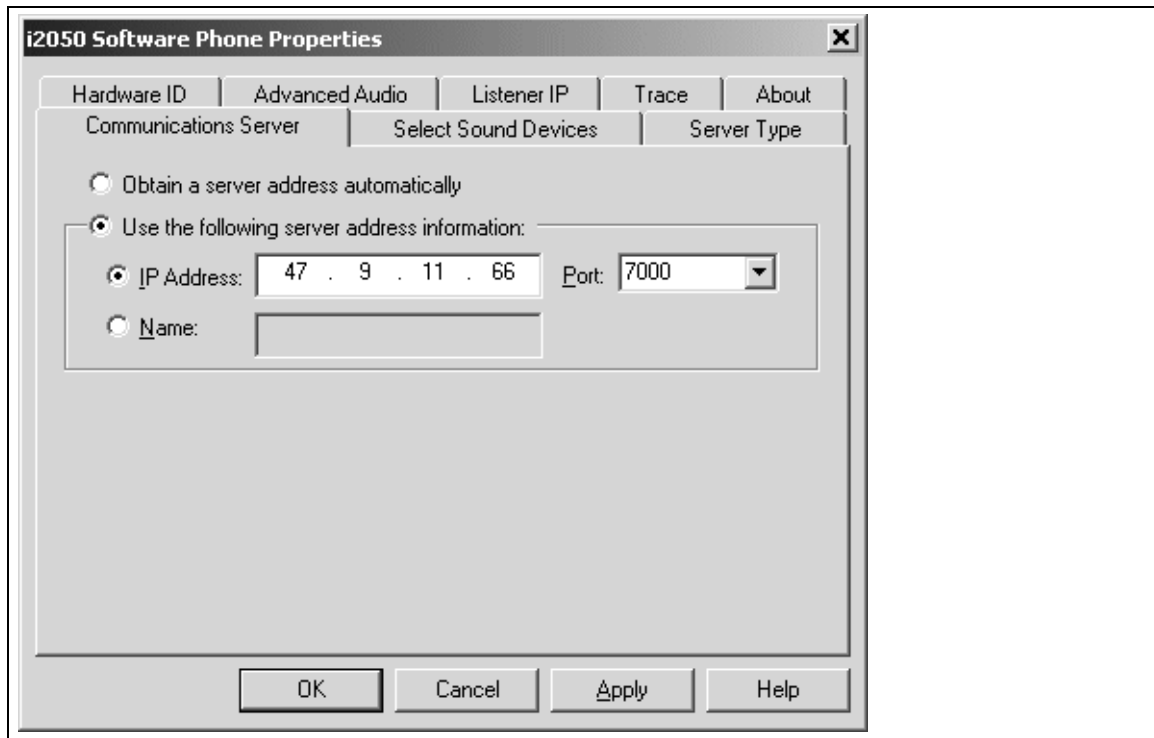 i2050 Software Phone Properties
Hardware ID Advanced Audio Listener IP Trace About
Communications Server Select Sound Devices Server Type
Obtain a server address automatically
Use the following server address information:
IP Address: 47 . 9 . 11 . 66 Port: 7000
Name:
OK Cancel Apply Help